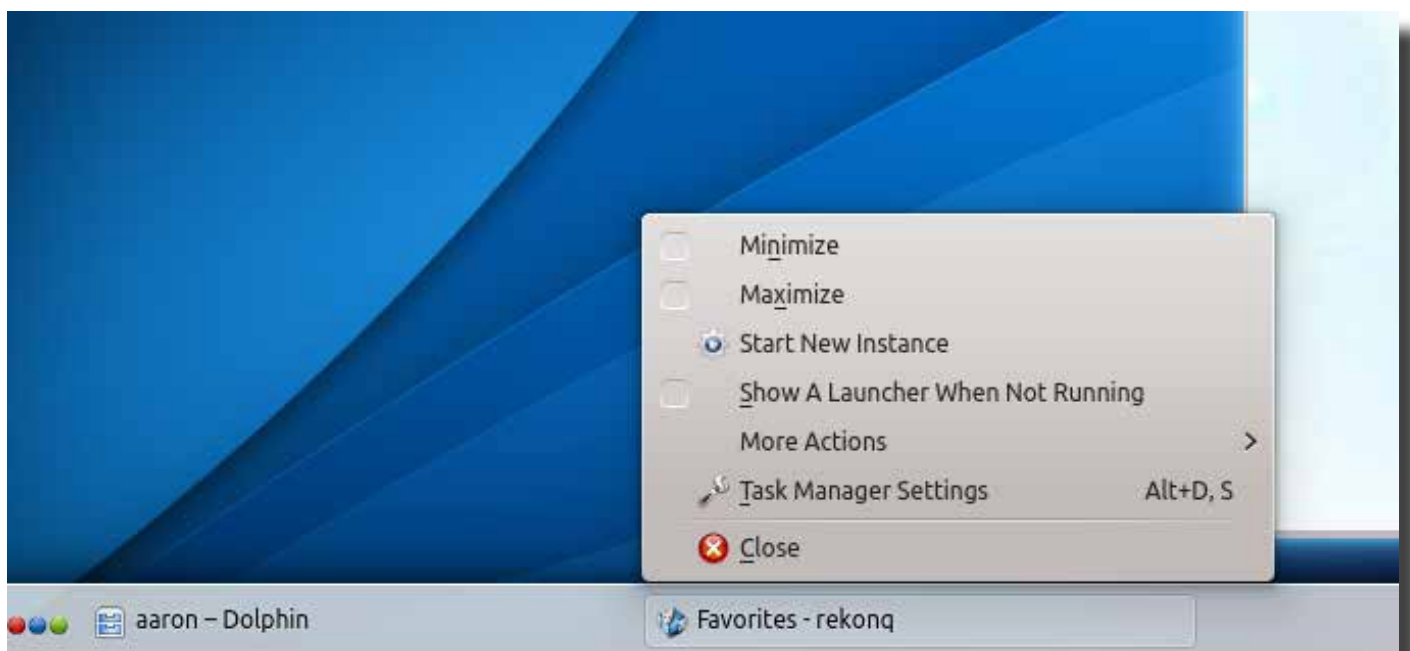 Minimize
Maximize
Start New Instance
Show A Launcher When Not Running
More Actions
Task Manager Settings Alt+D, S
Close
aaron – Dolphin Favorites - rekonq